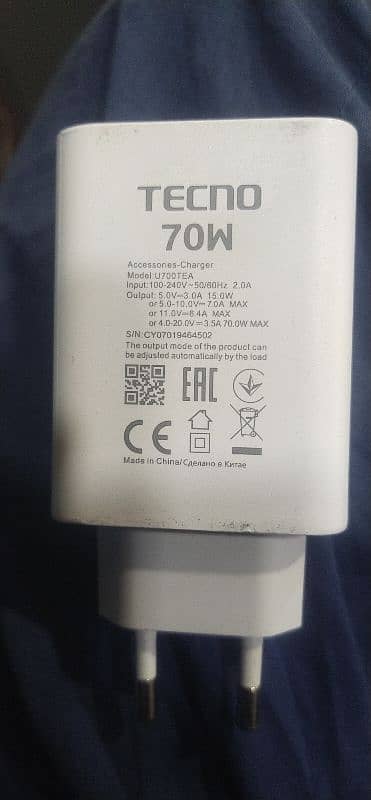 TECNO
70W
Accessories-Charger
Model:U700TEA
Input:100-240V~50/60Hz 2.0A
Output: 5.0V⎓3.0A 15.0W
or 5.0-10.0V⎓7.0A MAX
or 11.0V⎓6.4A MAX
or 4.0-20.0V⎓3.5A 70.0W MAX
S/N:CY07019464502
The output mode of the product can
be adjusted automatically by the load
EAC
CE
Made in China/Сделано в Китае